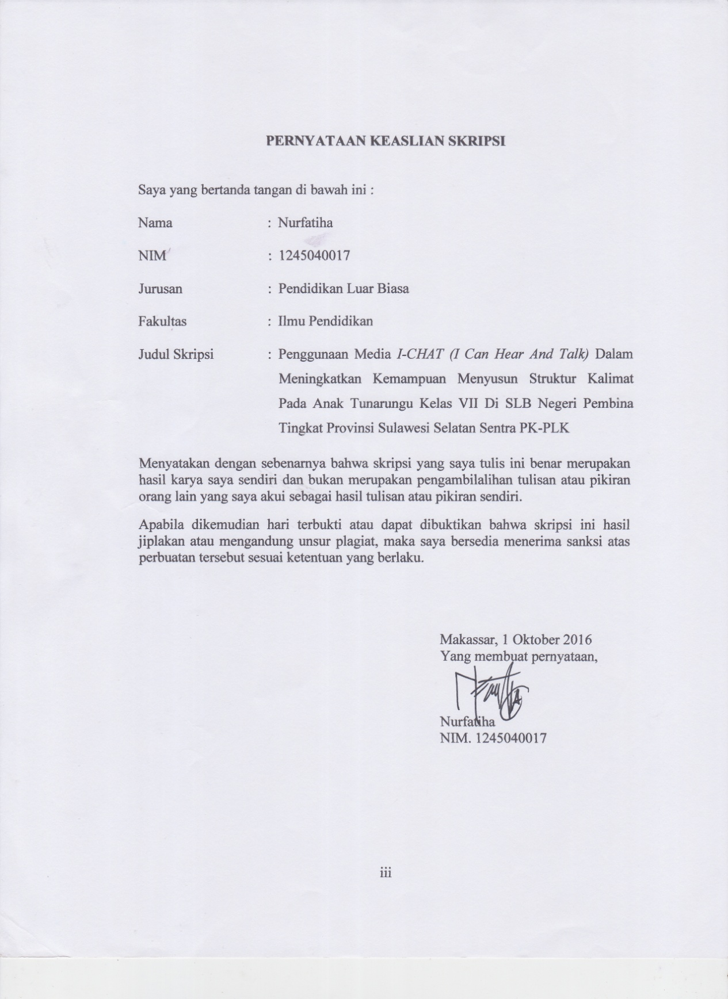 PERNYATAAN KEASLIAN SKRIPSI
Saya yang bertanda tangan di bawah ini :
Nama : Nurfatiha
NIM : 1245040017
Jurusan : Pendidikan Luar Biasa
Fakultas : Ilmu Pendidikan
Judul Skripsi : Penggunaan Media I-CHAT (I Can Hear And Talk) Dalam
Meningkatkan Kemampuan Menyusun Struktur Kalimat
Pada Anak Tunarungu Kelas VII Di SLB Negeri Pembina
Tingkat Provinsi Sulawesi Selatan Sentra PK-PLK
Menyatakan dengan sebenarnya bahwa skripsi yang saya tulis ini benar merupakan
hasil karya saya sendiri dan bukan merupakan pengambilalihan tulisan atau pikiran
orang lain yang saya akui sebagai hasil tulisan atau pikiran sendiri.
Apabila dikemudian hari terbukti atau dapat dibuktikan bahwa skripsi ini hasil
jiplakan atau mengandung unsur plagiat, maka saya bersedia menerima sanksi atas
perbuatan tersebut sesuai ketentuan yang berlaku.
Makassar, 1 Oktober 2016
Yang membuat pernyataan,
Nurfatiha
NIM. 1245040017
iii